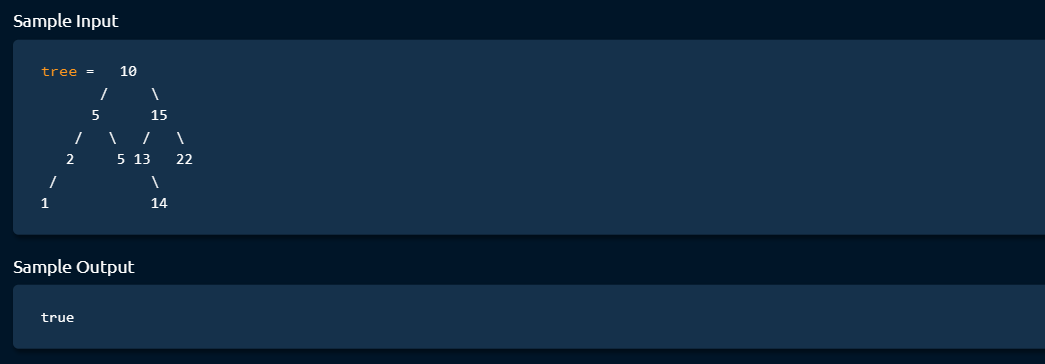 Sample Input
tree =   10
       /     \
      5      15
    /   \   /   \
   2     5 13   22
 /           \
1            14
Sample Output
true